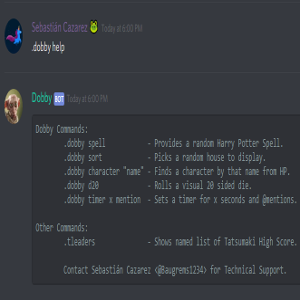 Sebastián Cazarez Today at 6:00 PM
.dobby help
Dobby BOT Today at 6:00 PM
Dobby Commands:
.dobby spell - Provides a random Harry Potter Spell.
.dobby sort - Picks a random house to display.
.dobby character "name" - Finds a character by that name from HP.
.dobby d20 - Rolls a visual 20 sided die.
.dobby timer x mention - Sets a timer for x seconds and @mentions.
Other Commands:
.tleaders - Shows named list of Tatsumaki High Score.
Contact Sebastián Cazarez <@Baugrems1234> for Technical Support.